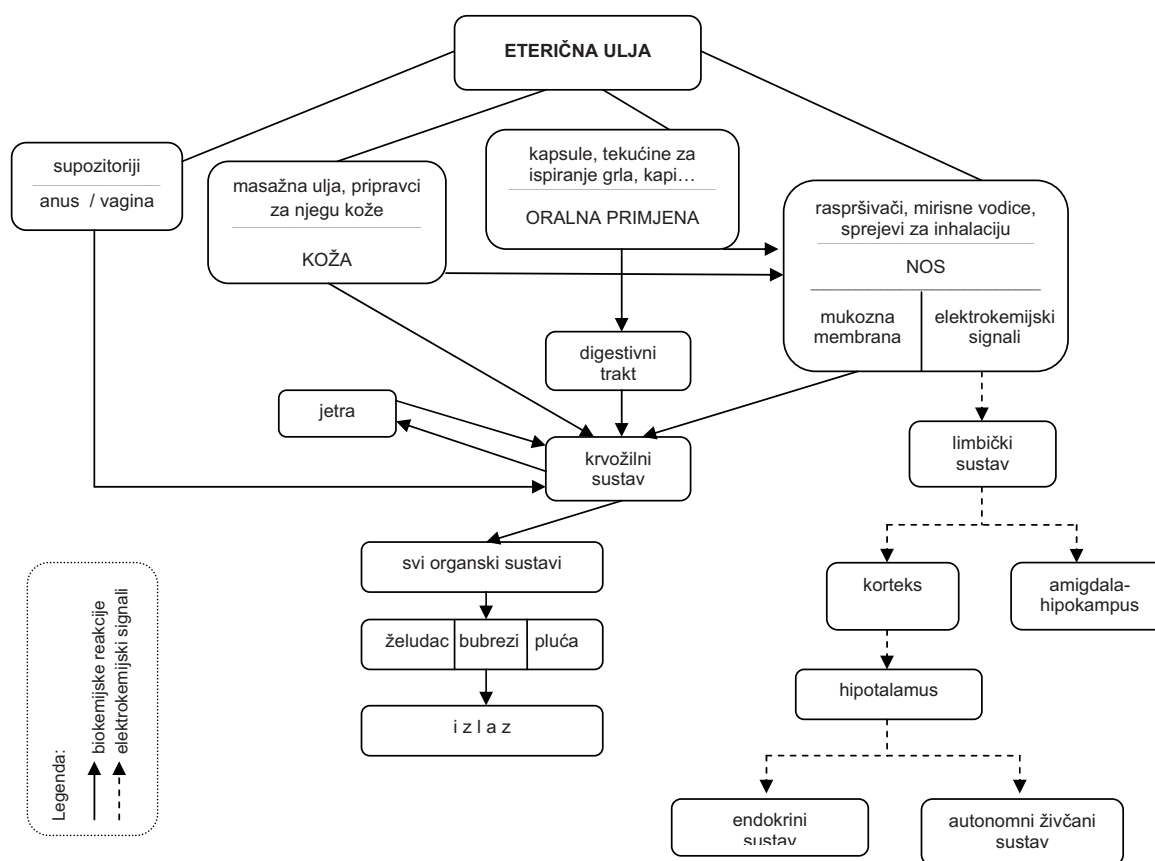 ETERIČNA ULJA
supozitoriji
anus / vagina
masažna ulja, pripravci
za njegu kože
KOŽA
kapsule, tekućine za
ispiranje grla, kapi...
ORALNA PRIMJENA
raspršivači, mirisne vodice,
sprejevi za inhalaciju
NOS
mukozna
membrana
elektrokemijski
signali
digestivni
trakt
jetra
krvožilni
sustav
limbički
sustav
svi organski sustavi
korteks
amigdala-
hipokampus
želudac
bubrezi
pluća
hipotalamus
i z l a z
endokrini
sustav
autonomni živčani
sustav
Legenda:
biokemijske reakcije
elektrokemijski signali